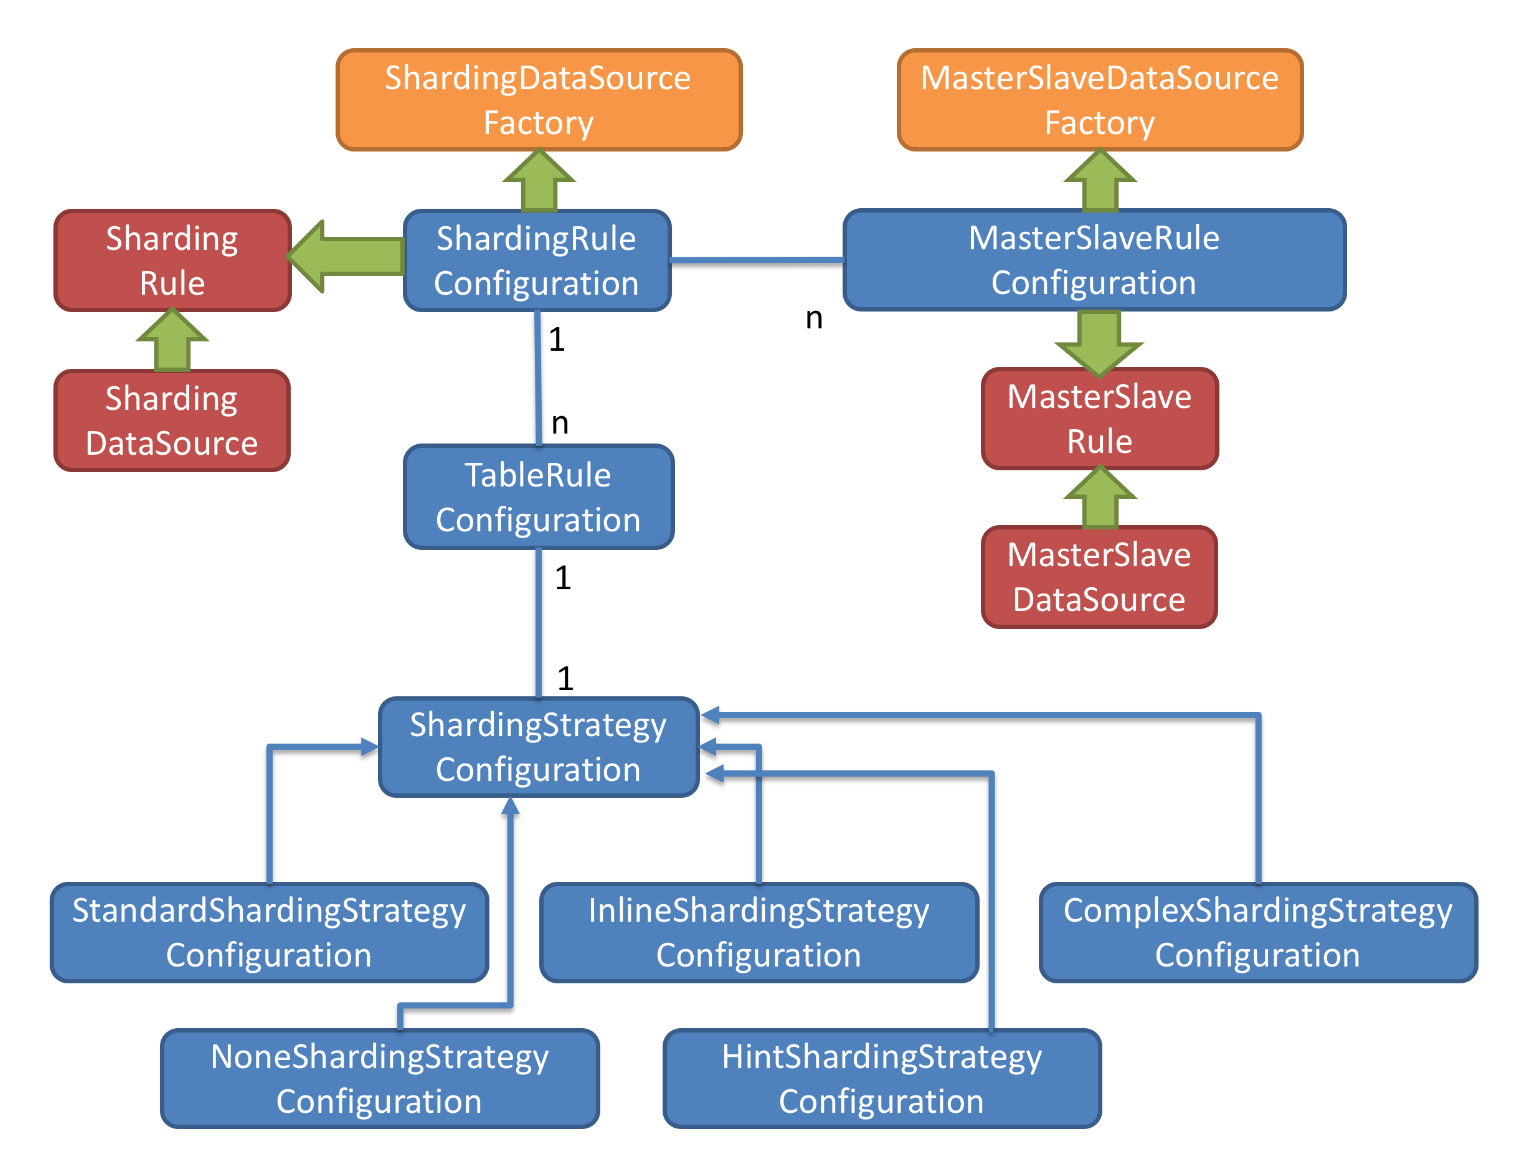 ShardingDataSource
Factory
MasterSlaveDataSource
Factory
Sharding
Rule
ShardingRule
Configuration
MasterSlaveRule
Configuration
n
1
Sharding
DataSource
MasterSlave
Rule
n
TableRule
Configuration
MasterSlave
DataSource
1
1
ShardingStrategy
Configuration
StandardShardingStrategy
Configuration
InlineShardingStrategy
Configuration
ComplexShardingStrategy
Configuration
NoneShardingStrategy
Configuration
HintShardingStrategy
Configuration